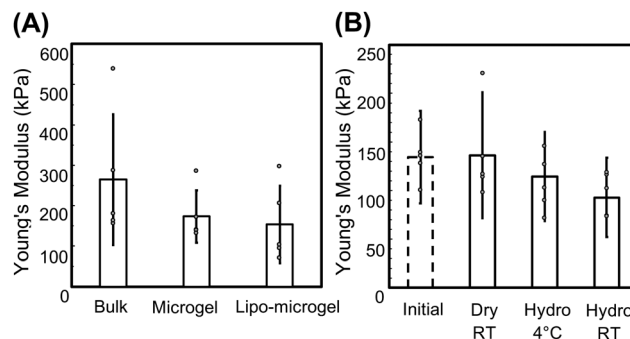 (A)
Young's Modulus (kPa)
600
500
400
300
200
100
0
Bulk Microgel Lipo-microgel
(B)
Young's Modulus (kPa)
250
200
150
100
50
0
Initial Dry Hydro Hydro
RT 4°C RT